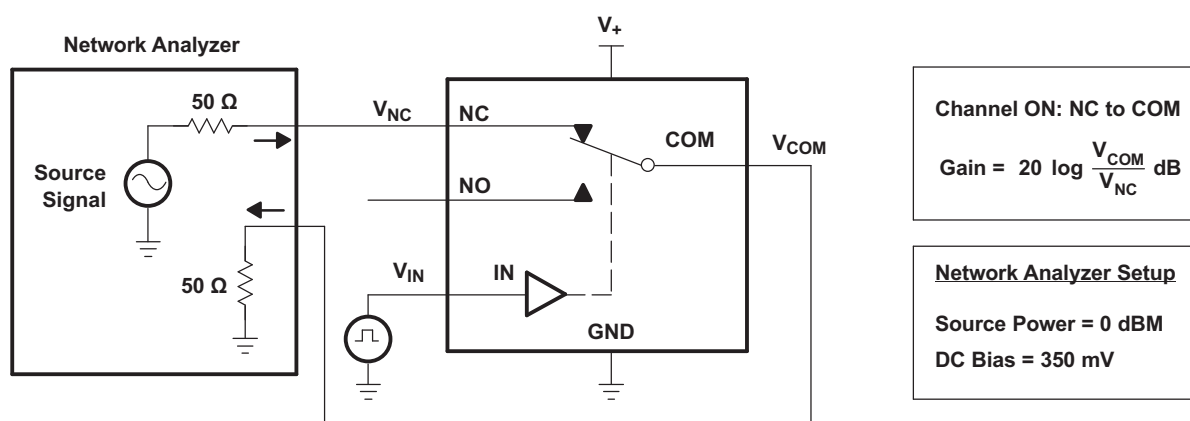 Network Analyzer
50 Ω
Source
Signal
50 Ω
V+
VNC
NC
COM
VCOM
NO
VIN
IN
GND
Channel ON: NC to COM
Gain = 20 log VCOM/VNC dB
Network Analyzer Setup
Source Power = 0 dBM
DC Bias = 350 mV